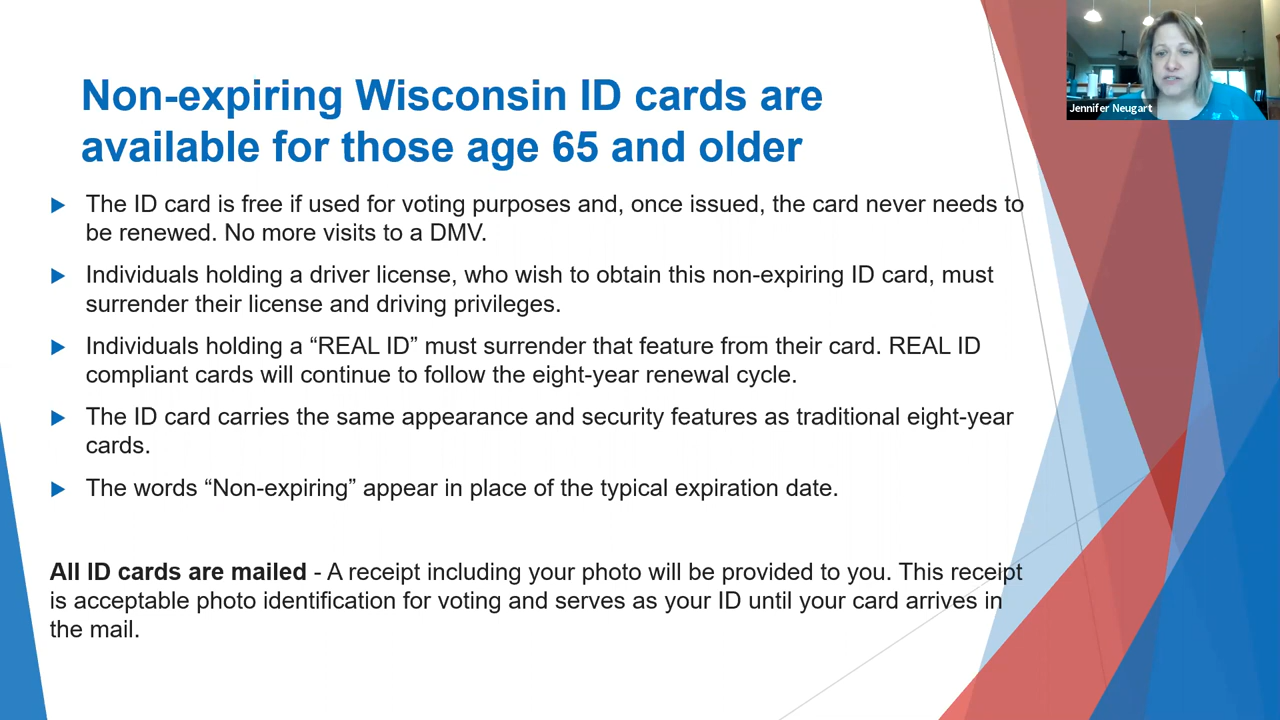 Jennifer Neugart
Non-expiring Wisconsin ID cards are
available for those age 65 and older
The ID card is free if used for voting purposes and, once issued, the card never needs to
be renewed. No more visits to a DMV.
Individuals holding a driver license, who wish to obtain this non-expiring ID card, must
surrender their license and driving privileges.
Individuals holding a “REAL ID” must surrender that feature from their card. REAL ID
compliant cards will continue to follow the eight-year renewal cycle.
The ID card carries the same appearance and security features as traditional eight-year
cards.
The words “Non-expiring” appear in place of the typical expiration date.
All ID cards are mailed - A receipt including your photo will be provided to you. This receipt
is acceptable photo identification for voting and serves as your ID until your card arrives in
the mail.